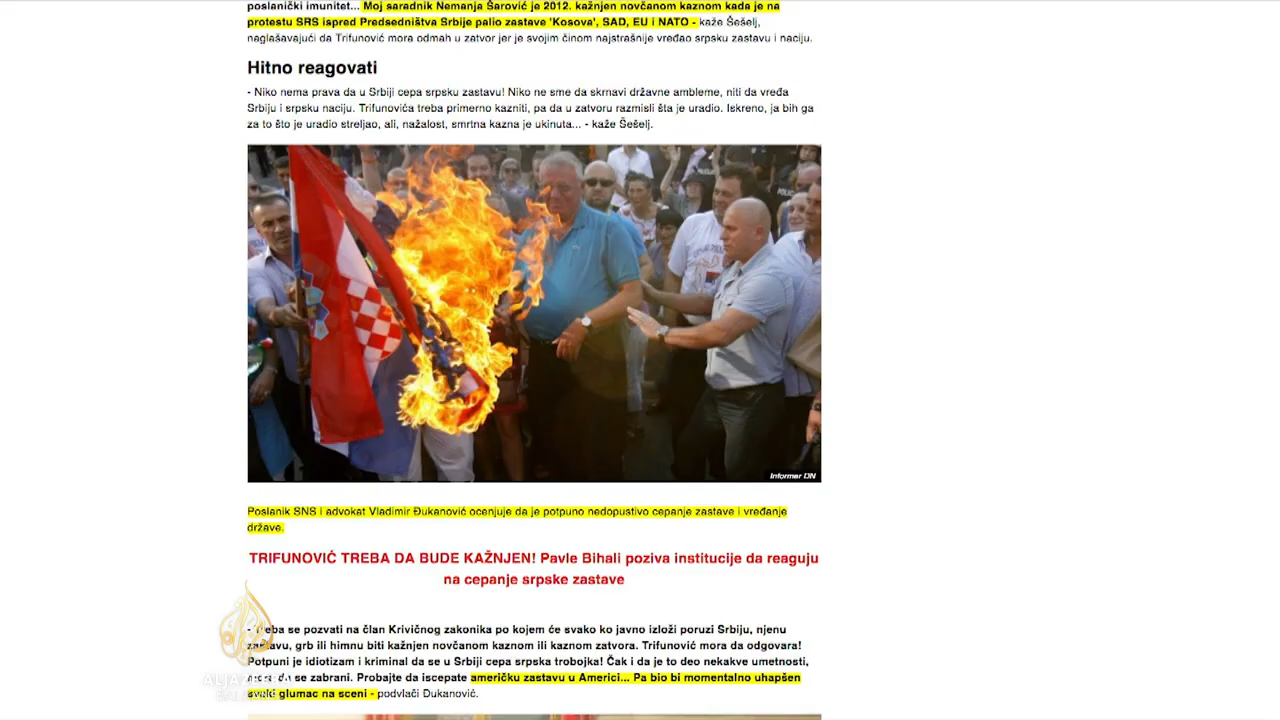 poslanički imunitet... Moj saradnik Nemanja Šarović je 2012. kažnjen novčanom kaznom kada je na
protestu SRS ispred Predsedništva Srbije palio zastave 'Kosova', SAD, EU i NATO - kaže Šešelj,
naglašavajući da Trifunović mora odmah u zatvor jer je svojim činom najstrašnije vređao srpsku zastavu i naciju.
Hitno reagovati
- Niko nema prava da u Srbiji cepa srpsku zastavu! Niko ne sme da skrnavi državne ambleme, niti da vređa
Srbiju i srpsku naciju. Trifunovića treba primerno kazniti, pa da u zatvoru razmisli šta je uradio. Iskreno, ja bih ga
za to što je uradio streljao, ali, nažalost, smrtna kazna je ukinuta... - kaže Šešelj.
Informer DN
Poslanik SNS i advokat Vladimir Đukanović ocenjuje da je potpuno nedopustivo cepanje zastave i vređanje
države.
TRIFUNOVIĆ TREBA DA BUDE KAŽNJEN! Pavle Bihali poziva institucije da reaguju
na cepanje srpske zastave
- Treba se pozvati na član Krivičnog zakonika po kojem će svako ko javno izloži poruzi Srbiju, njenu
zastavu, grb ili himnu biti kažnjen novčanom kaznom ili kaznom zatvora. Trifunović mora da odgovara!
Potpuni je idiotizam i kriminal da se u Srbiji cepa srpska trobojka! Čak i da je to deo nekakve umetnosti,
mora da se zabrani. Probajte da iscepate američku zastavu u Americi... Pa bio bi momentalno uhapšen
svaki glumac na sceni - podvlači Đukanović.
ALJAZEERA